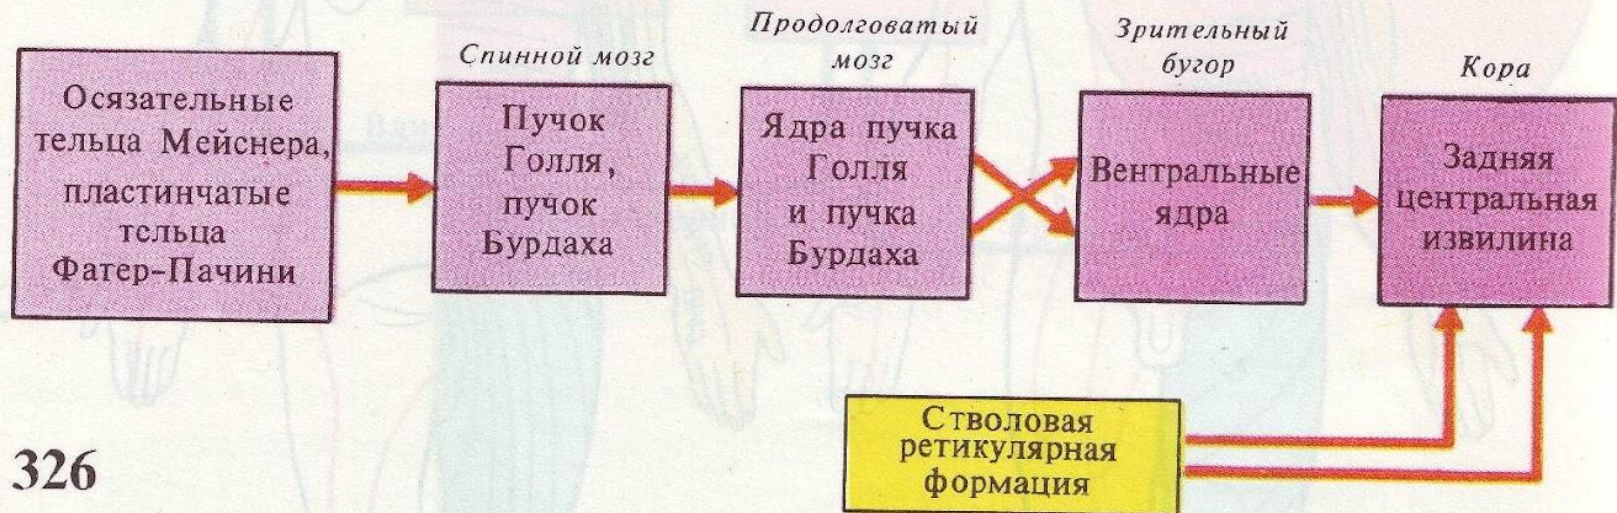 Осязательные
тельца Мейснера,
пластинчатые
тельца
Фатер-Пачини
Спинной мозг
Пучок
Голля,
пучок
Бурдаха
Продолговатый
мозг
Ядра пучка
Голля
и пучка
Бурдаха
Зрительный
бугор
Вентральные
ядра
Кора
Задняя
центральная
извилина
Стволовая
ретикулярная
формация
326